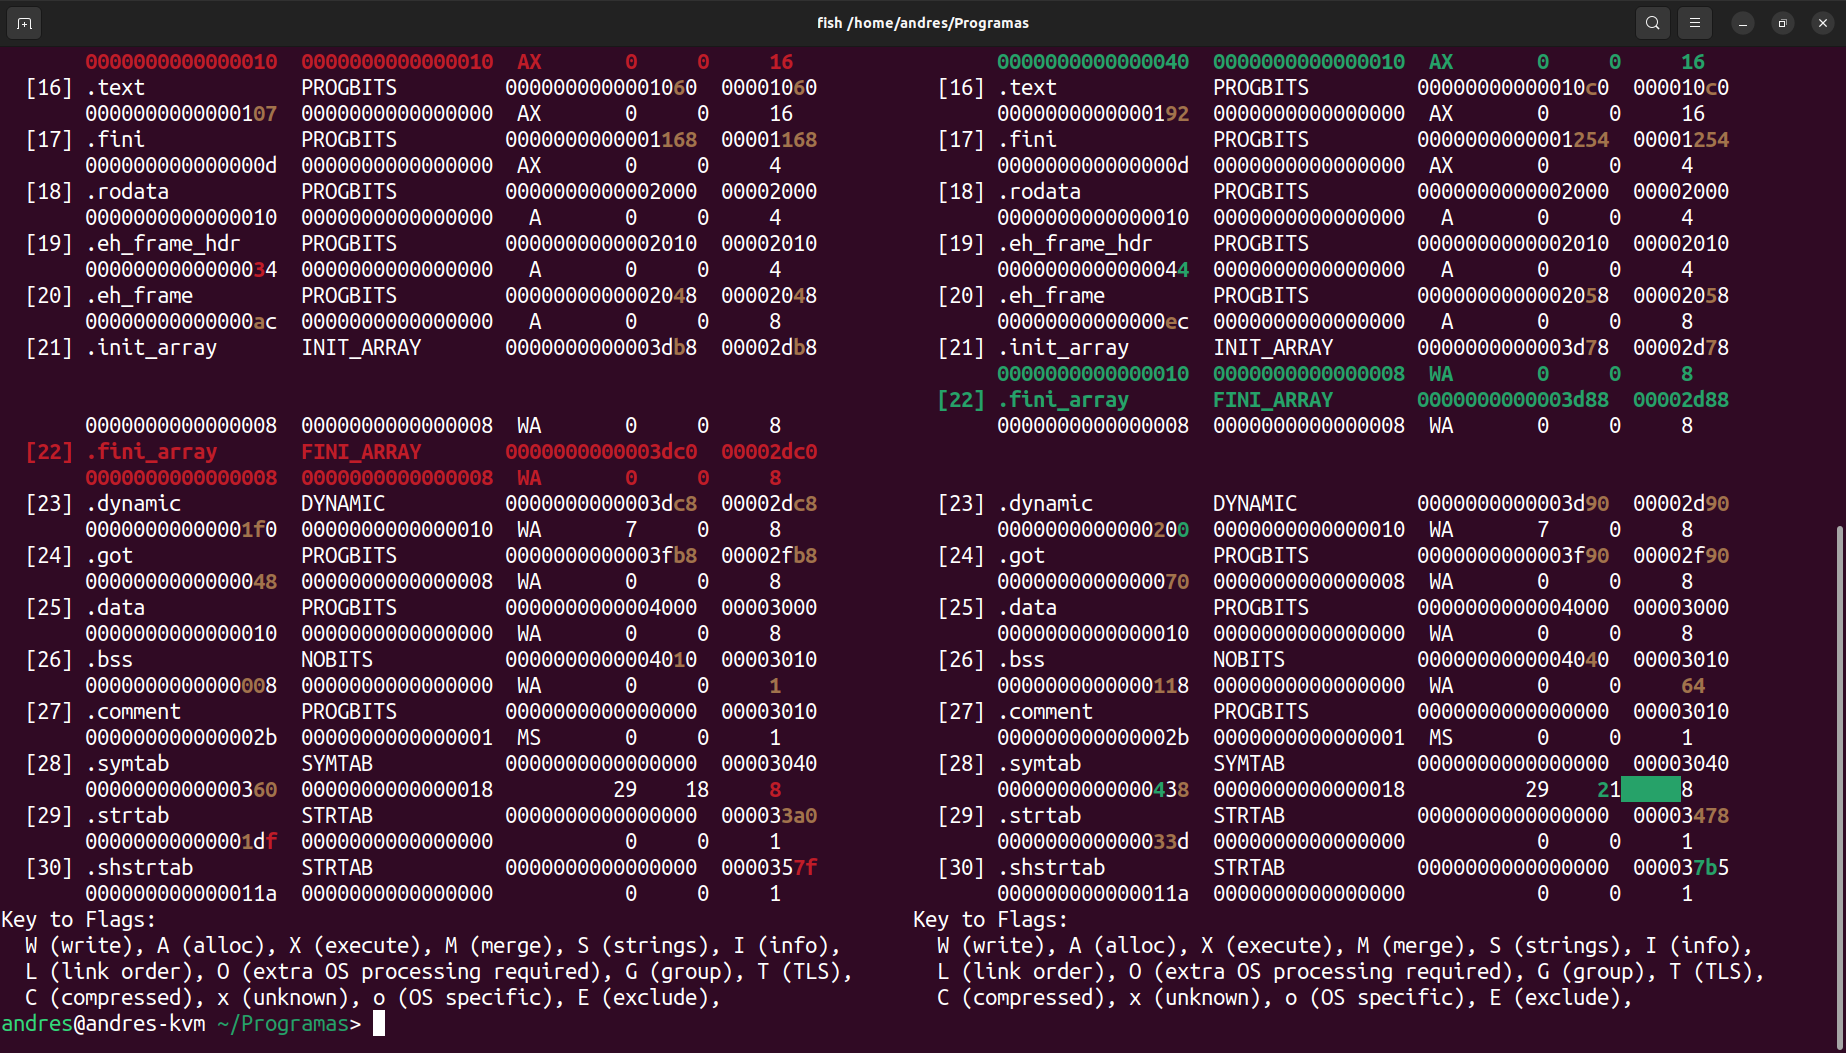 fish /home/andres/Programas
0000000000000010  0000000000000010  AX       0     0     16                  0000000000000040  0000000000000010  AX       0     0     16
[16] .text             PROGBITS         0000000000001060  00001060          [16] .text             PROGBITS         00000000000010c0  000010c0
0000000000000107  0000000000000000  AX       0     0     16                  0000000000000192  0000000000000000  AX       0     0     16
[17] .fini             PROGBITS         0000000000001168  00001168          [17] .fini             PROGBITS         0000000000001254  00001254
000000000000000d  0000000000000000  AX       0     0     4                   000000000000000d  0000000000000000  AX       0     0     4
[18] .rodata           PROGBITS         0000000000002000  00002000          [18] .rodata           PROGBITS         0000000000002000  00002000
0000000000000010  0000000000000000   A       0     0     4                   0000000000000010  0000000000000000   A       0     0     4
[19] .eh_frame_hdr     PROGBITS         0000000000002010  00002010          [19] .eh_frame_hdr     PROGBITS         0000000000002010  00002010
0000000000000034  0000000000000000   A       0     0     4                   0000000000000044  0000000000000000   A       0     0     4
[20] .eh_frame         PROGBITS         0000000000002048  00002048          [20] .eh_frame         PROGBITS         0000000000002058  00002058
00000000000000ac  0000000000000000   A       0     0     8                   00000000000000ec  0000000000000000   A       0     0     8
[21] .init_array       INIT_ARRAY       0000000000003db8  00002db8          [21] .init_array       INIT_ARRAY       0000000000003d78  00002d78
0000000000000010  0000000000000008  WA       0     0     8
[22] .fini_array       FINI_ARRAY       0000000000003d88  00002d88
0000000000000008  0000000000000008  WA       0     0     8                   0000000000000008  0000000000000008  WA       0     0     8
[22] .fini_array       FINI_ARRAY       0000000000003dc0  00002dc0
0000000000000008  0000000000000008  WA       0     0     8
[23] .dynamic          DYNAMIC          0000000000003dc8  00002dc8          [23] .dynamic          DYNAMIC          0000000000003d90  00002d90
00000000000001f0  0000000000000010  WA       7     0     8                   0000000000000200  0000000000000010  WA       7     0     8
[24] .got              PROGBITS         0000000000003fb8  00002fb8          [24] .got              PROGBITS         0000000000003f90  00002f90
0000000000000048  0000000000000008  WA       0     0     8                   0000000000000070  0000000000000008  WA       0     0     8
[25] .data             PROGBITS         0000000000004000  00003000          [25] .data             PROGBITS         0000000000004000  00003000
0000000000000010  0000000000000000  WA       0     0     8                   0000000000000010  0000000000000000  WA       0     0     8
[26] .bss              NOBITS           0000000000004010  00003010          [26] .bss              NOBITS           0000000000004040  00003010
0000000000000008  0000000000000000  WA       0     0     1                   0000000000000118  0000000000000000  WA       0     0     64
[27] .comment          PROGBITS         0000000000000000  00003010          [27] .comment          PROGBITS         0000000000000000  00003010
000000000000002b  0000000000000001  MS       0     0     1                   000000000000002b  0000000000000001  MS       0     0     1
[28] .symtab           SYMTAB           0000000000000000  00003040          [28] .symtab           SYMTAB           0000000000000000  00003040
0000000000000360  0000000000000018          29    18     8                   0000000000000438  0000000000000018          29    21     8
[29] .strtab           STRTAB           0000000000000000  000033a0          [29] .strtab           STRTAB           0000000000000000  00003478
00000000000001df  0000000000000000           0     0     1                   000000000000033d  0000000000000000           0     0     1
[30] .shstrtab         STRTAB           0000000000000000  0000357f          [30] .shstrtab         STRTAB           0000000000000000  000037b5
000000000000011a  0000000000000000           0     0     1                   000000000000011a  0000000000000000           0     0     1
Key to Flags:                                                               Key to Flags:
W (write), A (alloc), X (execute), M (merge), S (strings), I (info),        W (write), A (alloc), X (execute), M (merge), S (strings), I (info),
L (link order), O (extra OS processing required), G (group), T (TLS),       L (link order), O (extra OS processing required), G (group), T (TLS),
C (compressed), x (unknown), o (OS specific), E (exclude),                  C (compressed), x (unknown), o (OS specific), E (exclude),
andres@andres-kvm ~/Programas>